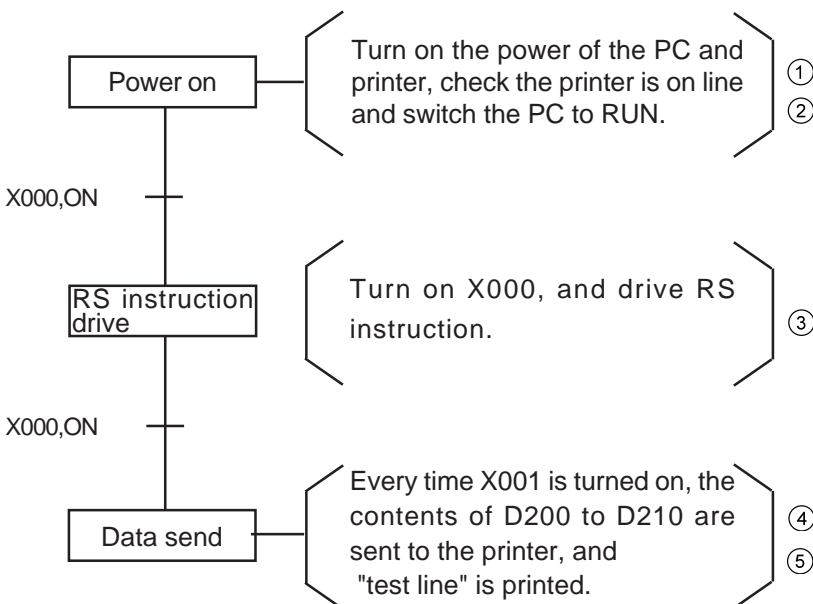 Power on
Turn on the power of the PC and
printer, check the printer is on line
and switch the PC to RUN.
①
②
X000,ON
RS instruction
drive
Turn on X000, and drive RS
instruction.
③
X000,ON
Data send
Every time X001 is turned on, the
contents of D200 to D210 are
sent to the printer, and
"test line" is printed.
④
⑤